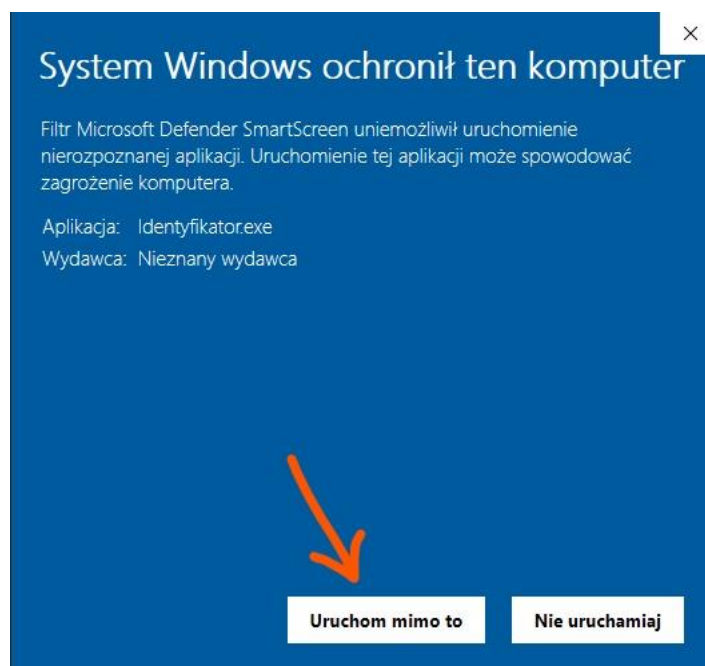 System Windows ochronił ten komputer
Filtr Microsoft Defender SmartScreen uniemożliwił uruchomienie
nierozpoznanej aplikacji. Uruchomienie tej aplikacji może spowodować
zagrożenie komputera.
Aplikacja: Identyfikator.exe
Wydawca: Nieznany wydawca
Uruchom mimo to
Nie uruchamiaj